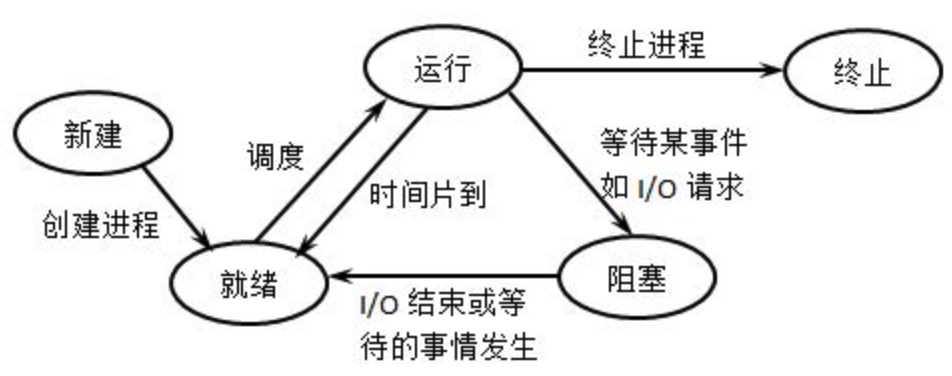 终止进程
运行
终止
新建
调度
等待某事件
如 I/O 请求
时间片到
创建进程
就绪
阻塞
I/O 结束或等
待的事情发生